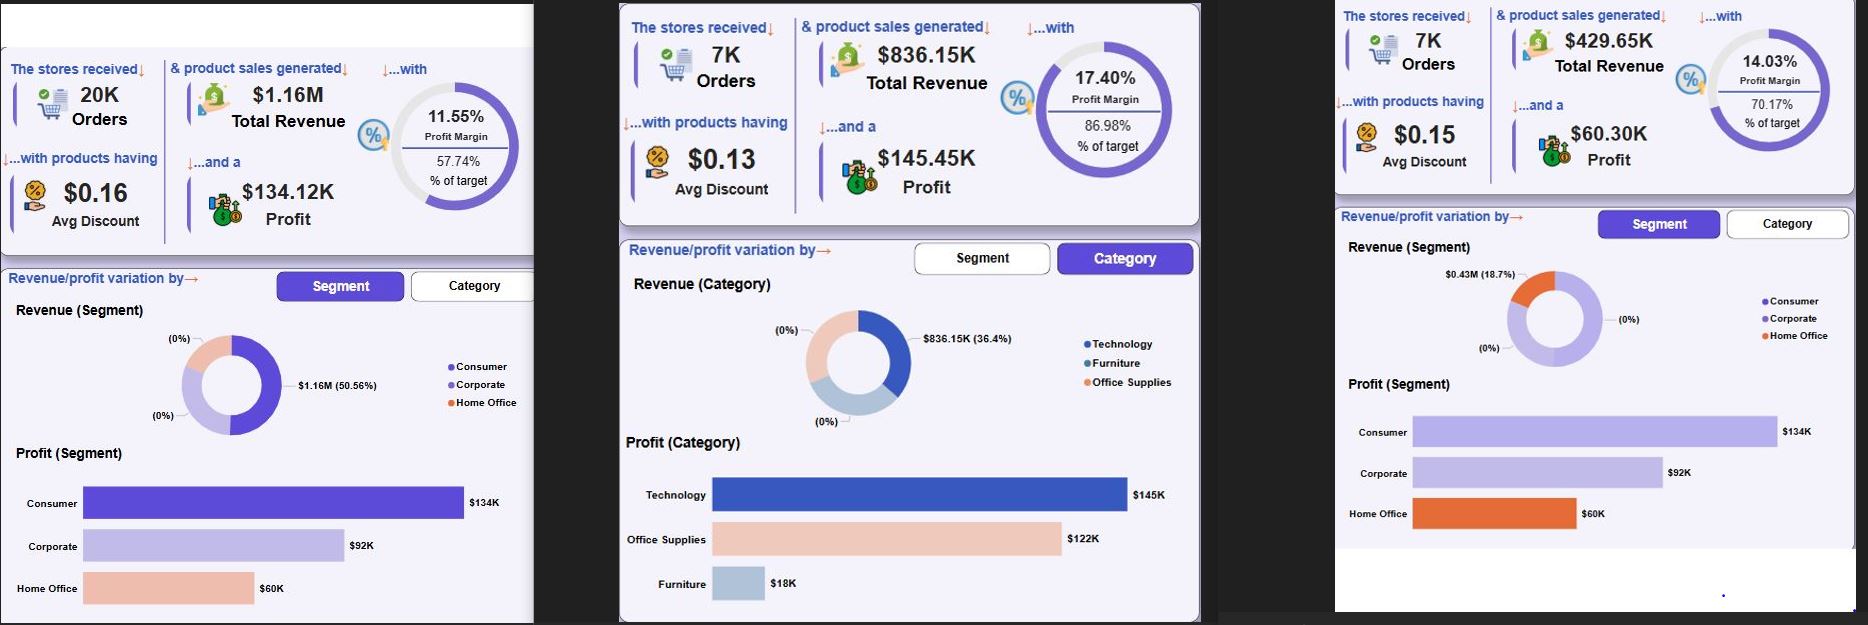 The stores received↓
20K
Orders
↓...with products having
$0.16
Avg Discount
& product sales generated↓
$1.16M
Total Revenue
↓...and a
$134.12K
Profit
↓...with
%
11.55%
Profit Margin
57.74%
% of target
Revenue/profit variation by→
Segment
Category
Revenue (Segment)
(0%)
$1.16M (50.56%)
(0%)
Consumer
Corporate
Home Office
Profit (Segment)
Consumer $134K
Corporate $92K
Home Office $60K
The stores received↓
7K
Orders
↓...with products having
$0.13
Avg Discount
& product sales generated↓
$836.15K
Total Revenue
↓...and a
$145.45K
Profit
↓...with
%
17.40%
Profit Margin
86.98%
% of target
Revenue/profit variation by→
Segment
Category
Revenue (Category)
(0%)
$836.15K (36.4%)
(0%)
Technology
Furniture
Office Supplies
Profit (Category)
Technology $145K
Office Supplies $122K
Furniture $18K
The stores received↓
7K
Orders
↓...with products having
$0.15
Avg Discount
& product sales generated↓
$429.65K
Total Revenue
↓...and a
$60.30K
Profit
↓...with
%
14.03%
Profit Margin
70.17%
% of target
Revenue/profit variation by→
Segment
Category
Revenue (Segment)
$0.43M (18.7%)
(0%)
(0%)
Consumer
Corporate
Home Office
Profit (Segment)
Consumer $134K
Corporate $92K
Home Office $60K